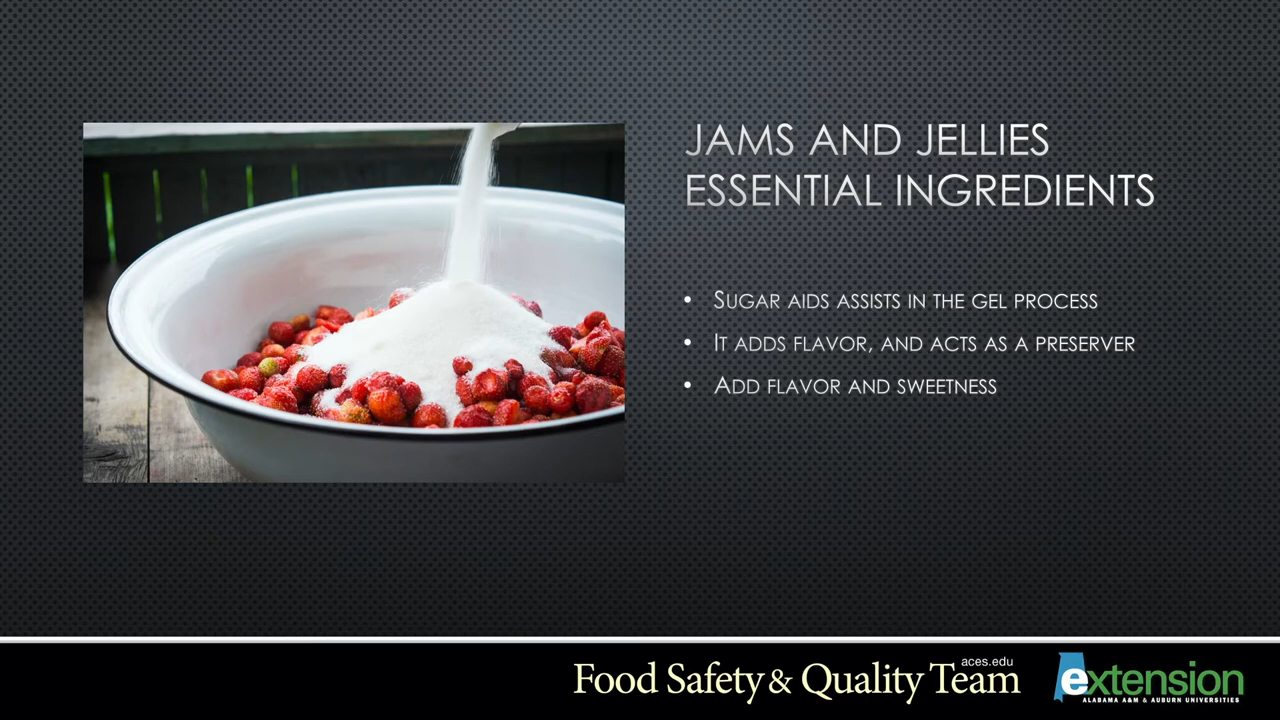 JAMS AND JELLIES
ESSENTIAL INGREDIENTS
• SUGAR AIDS ASSISTS IN THE GEL PROCESS
• IT ADDS FLAVOR, AND ACTS AS A PRESERVER
• ADD FLAVOR AND SWEETNESS
aces.edu
Food Safety & Quality Team
extension
ALABAMA A&M & AUBURN UNIVERSITIES